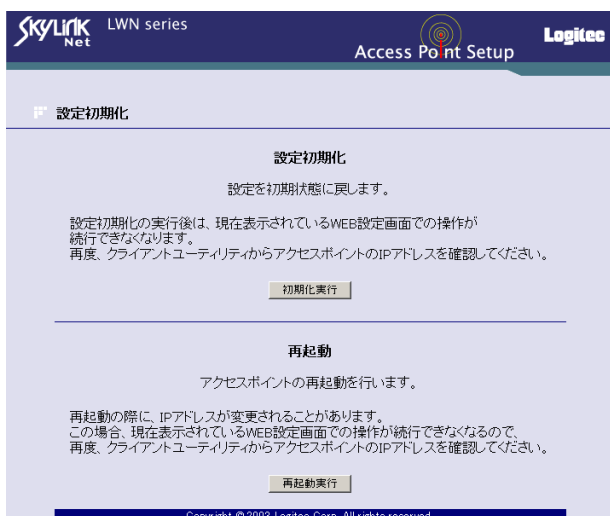 SKYLINK Net
LWN series
Access Point Setup
Logitec
設定初期化
設定初期化
設定を初期状態に戻します。
設定初期化の実行後は、現在表示されているWEB設定画面での操作が
続行できなくなります。
再度、クライアントユーティリティからアクセスポイントのIPアドレスを確認してください。
初期化実行
再起動
アクセスポイントの再起動を行います。
再起動の際に、IPアドレスが変更されることがあります。
この場合、現在表示されているWEB設定画面での操作が続行できなくなるので、
再度、クライアントユーティリティからアクセスポイントのIPアドレスを確認してください。
再起動実行
Copyright © 2003 Logitec Corp. All rights reserved.